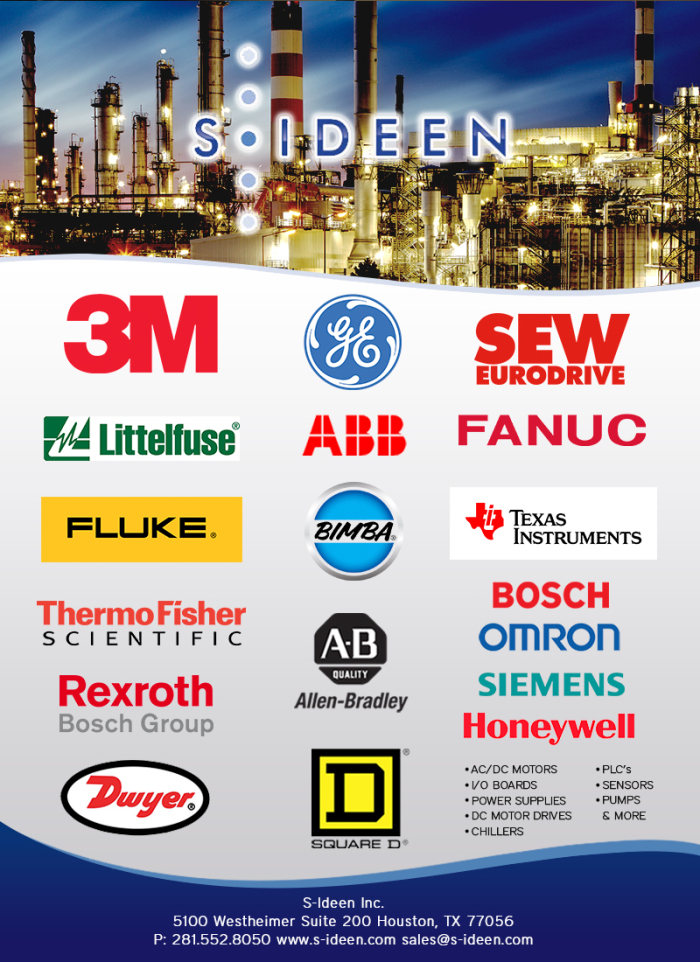 S IDEEN
3M
GE
SEW
EURODRIVE
Littelfuse®
ABB
FANUC
FLUKE®
BIMBA®
TEXAS
INSTRUMENTS
ThermoFisher
SCIENTIFIC
A·B
QUALITY
Allen-Bradley
BOSCH
OMRON
SIEMENS
Honeywell
Rexroth
Bosch Group
Dwyer®
D®
SQUARE D®
• AC/DC MOTORS
• I/O BOARDS
• POWER SUPPLIES
• DC MOTOR DRIVES
• CHILLERS
• PLC's
• SENSORS
• PUMPS
& MORE
S-Ideen Inc.
5100 Westheimer Suite 200 Houston, TX 77056
P: 281.552.8050 www.s-ideen.com sales@s-ideen.com